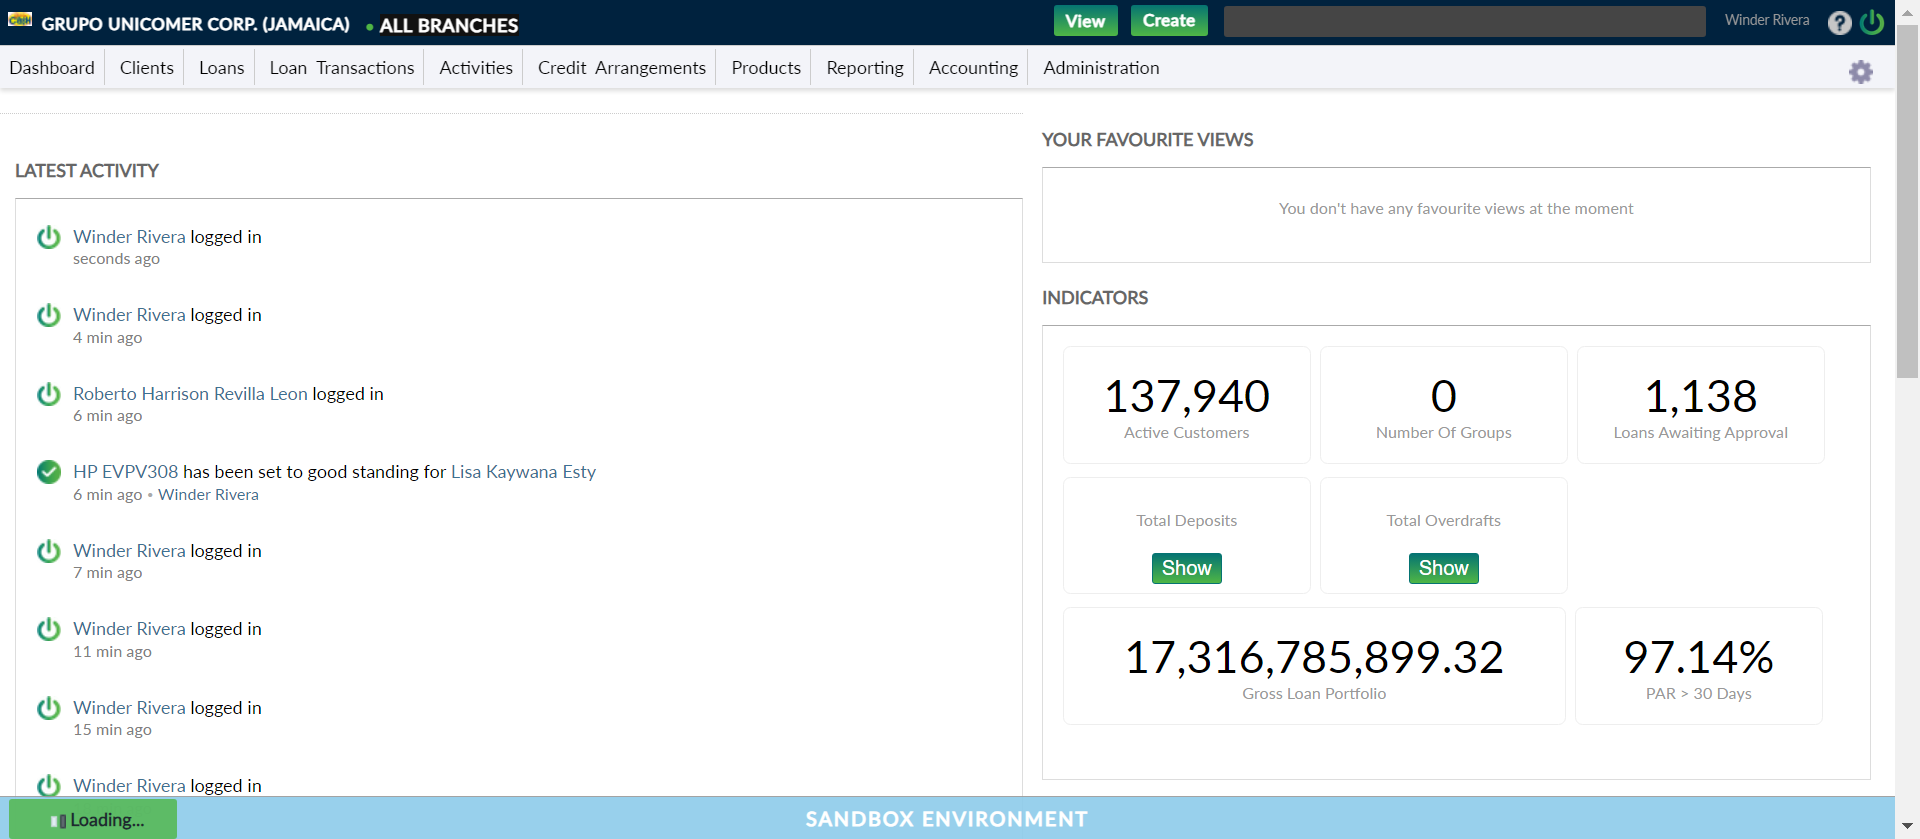 GRUPO UNICOMER CORP. (JAMAICA) • ALL BRANCHES
View Create Winder Rivera ?
Dashboard Clients Loans Loan Transactions Activities Credit Arrangements Products Reporting Accounting Administration
LATEST ACTIVITY
Winder Rivera logged in
seconds ago
Winder Rivera logged in
4 min ago
Roberto Harrison Revilla Leon logged in
6 min ago
HP EVPV308 has been set to good standing for Lisa Kaywana Esty
6 min ago • Winder Rivera
Winder Rivera logged in
7 min ago
Winder Rivera logged in
11 min ago
Winder Rivera logged in
15 min ago
Winder Rivera logged in
YOUR FAVOURITE VIEWS
You don't have any favourite views at the moment
INDICATORS
137,940
Active Customers
0
Number Of Groups
1,138
Loans Awaiting Approval
Total Deposits
Show
Total Overdrafts
Show
17,316,785,899.32
Gross Loan Portfolio
97.14%
PAR > 30 Days
Loading...
SANDBOX ENVIRONMENT